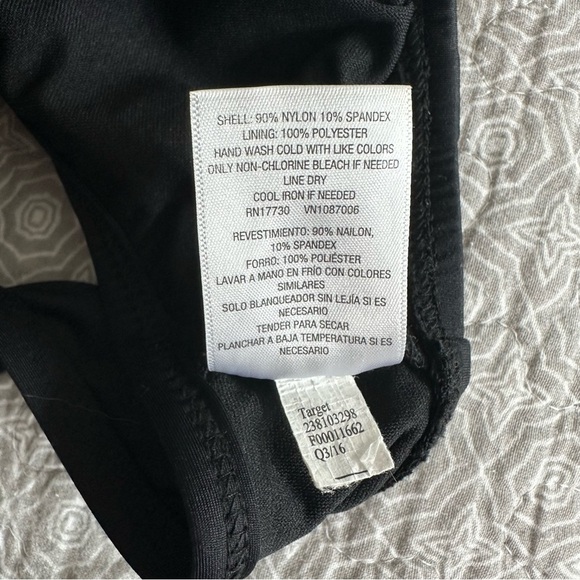 SHELL: 90% NYLON 10% SPANDEX
LINING: 100% POLYESTER
HAND WASH COLD WITH LIKE COLORS
ONLY NON-CHLORINE BLEACH IF NEEDED
LINE DRY
COOL IRON IF NEEDED
RN17730 VN1087006
REVESTIMIENTO: 90% NAILON,
10% SPANDEX
FORRO: 100% POLIÉSTER
LAVAR A MANO EN FRÍO CON COLORES
SIMILARES
SOLO BLANQUEADOR SIN LEJÍA SI ES
NECESARIO
TENDER PARA SECAR
PLANCHAR A BAJA TEMPERATURA SI ES
NECESARIO
Target
238103298
F00011662
Q3/16